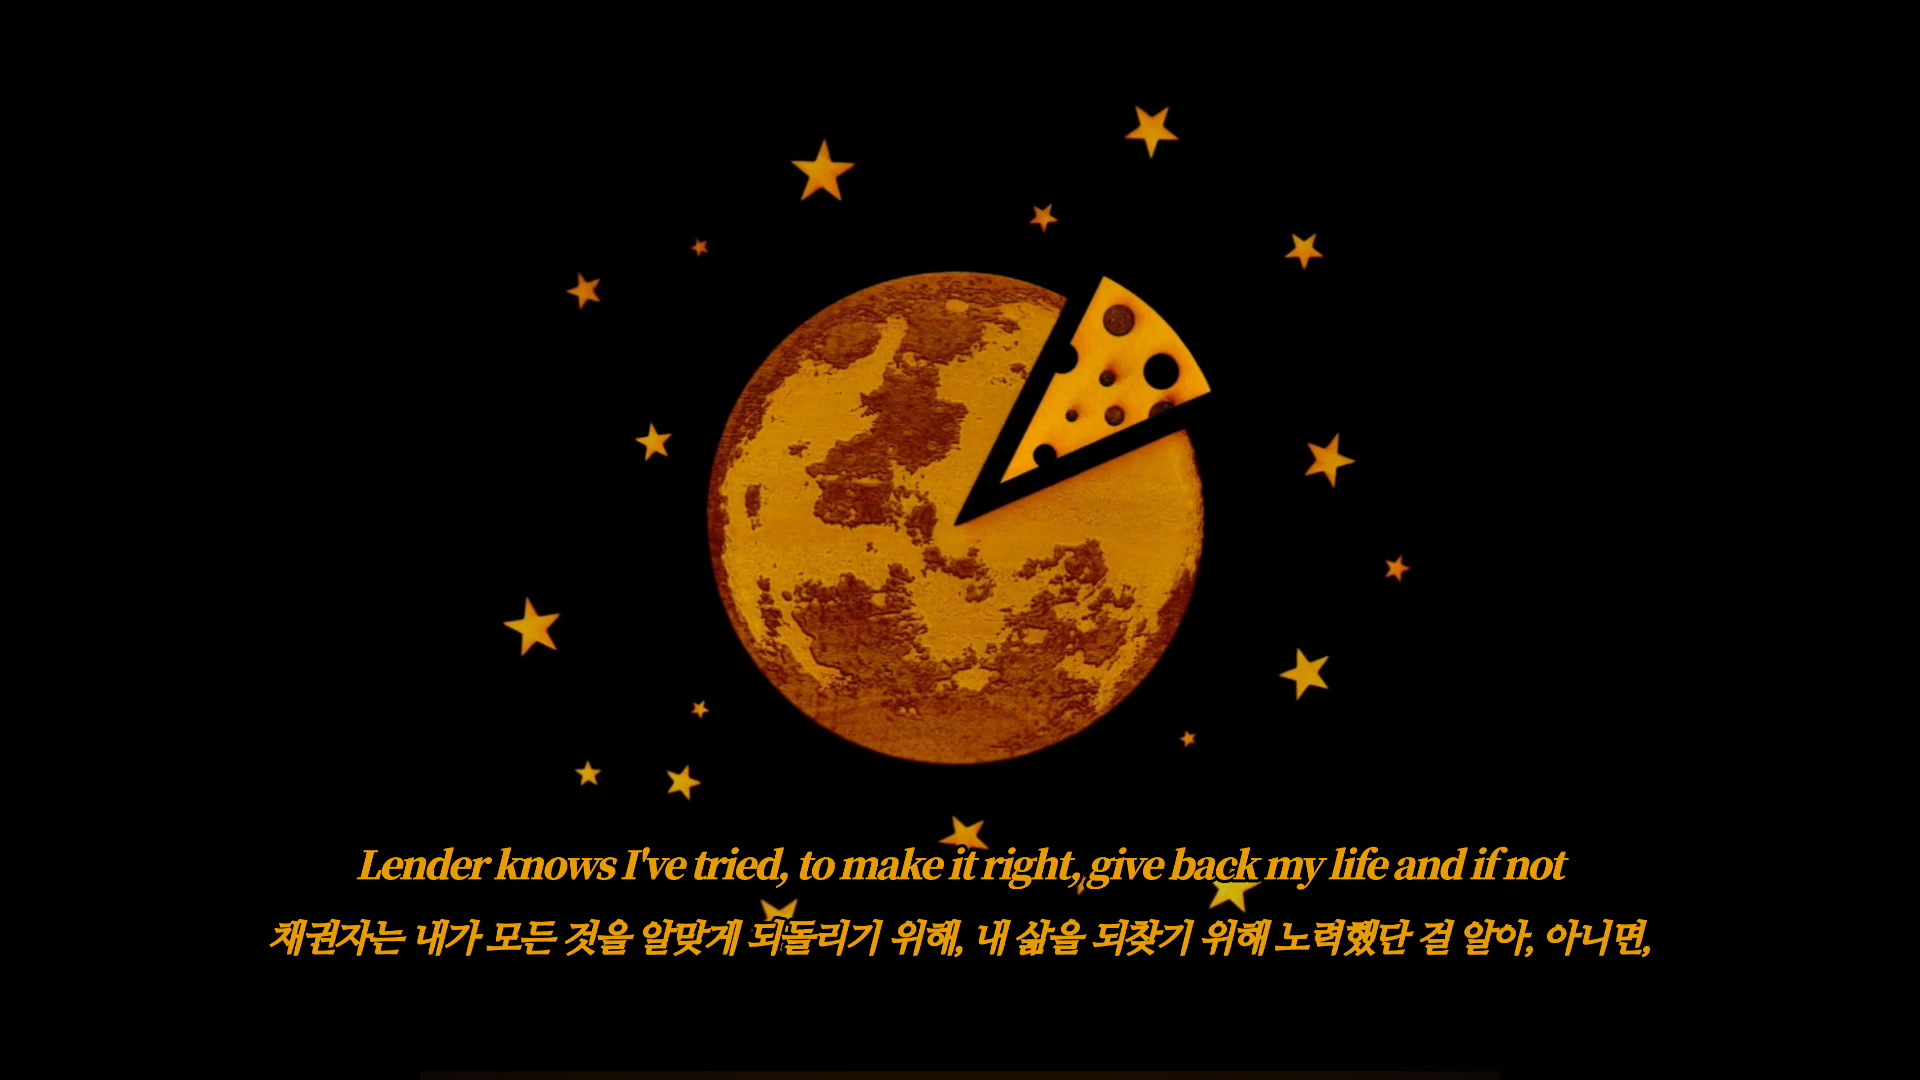 Lender knows I've tried, to make it right, give back my life and if not
채권자는 내가 모든 것을 알맞게 되돌리기 위해, 내 삶을 되찾기 위해 노력했단 걸 알아, 아니면,